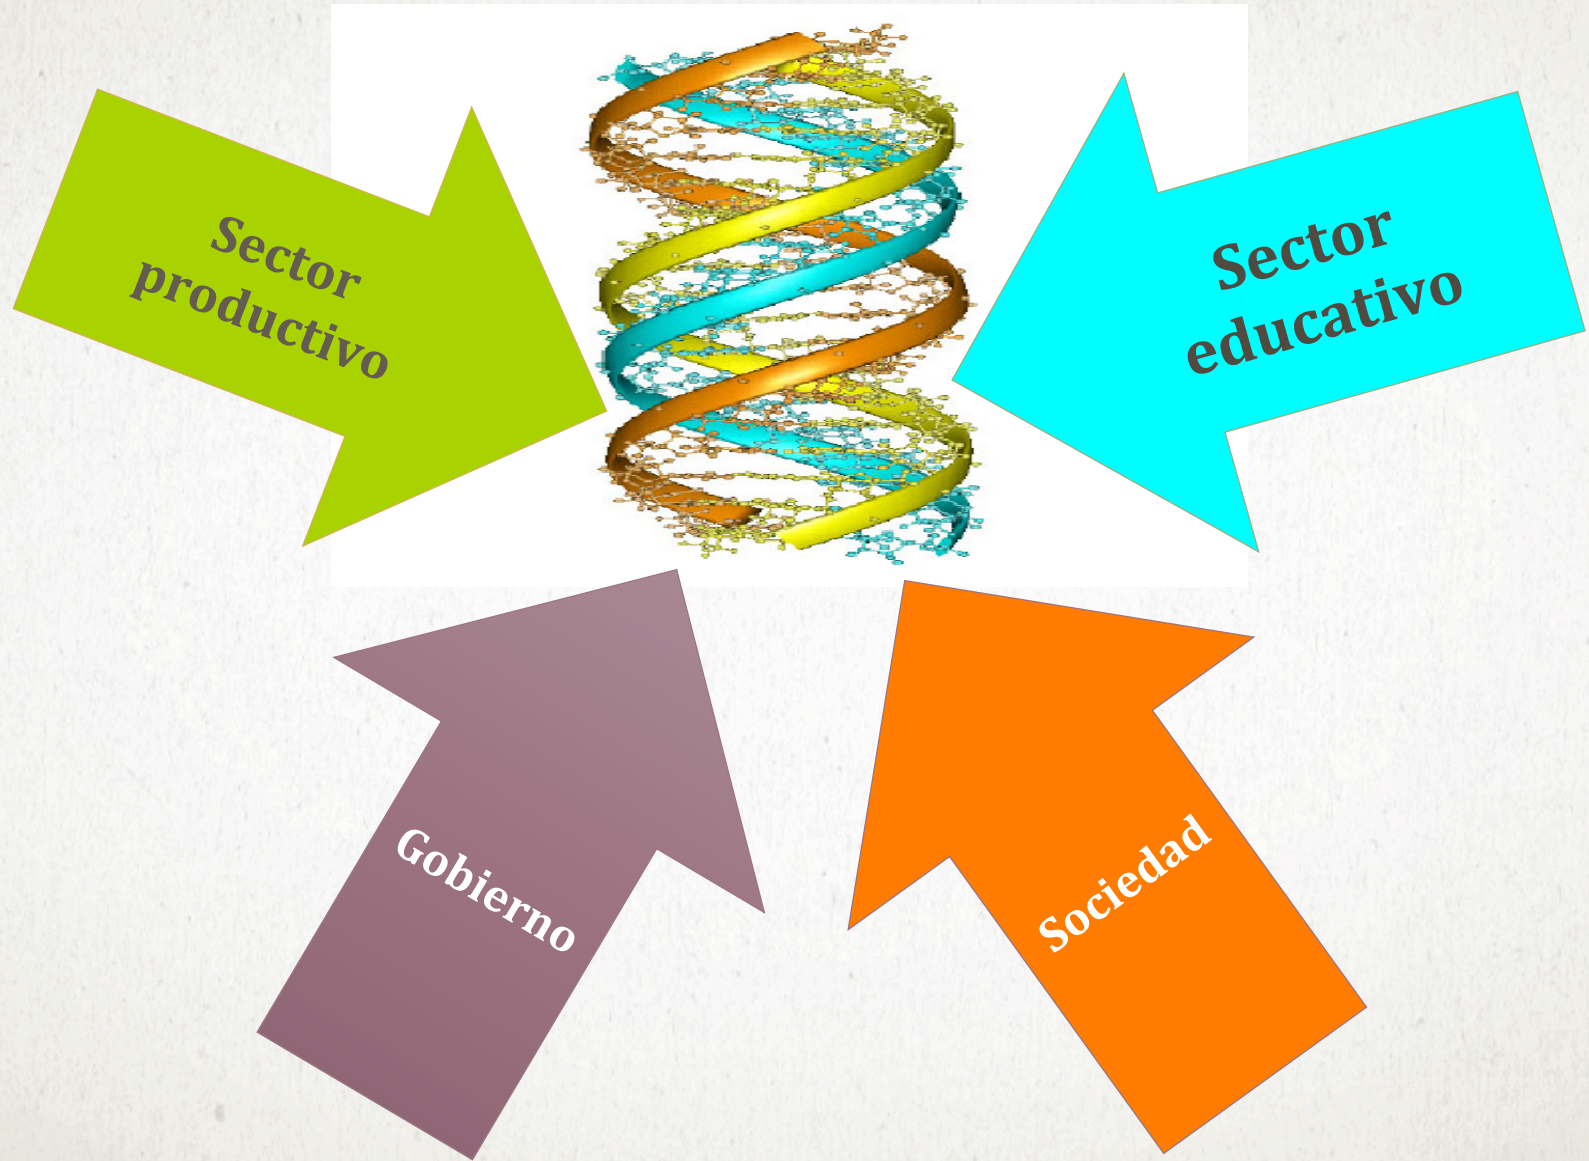 Sector
productivo
Sector
educativo
Gobierno
Sociedad